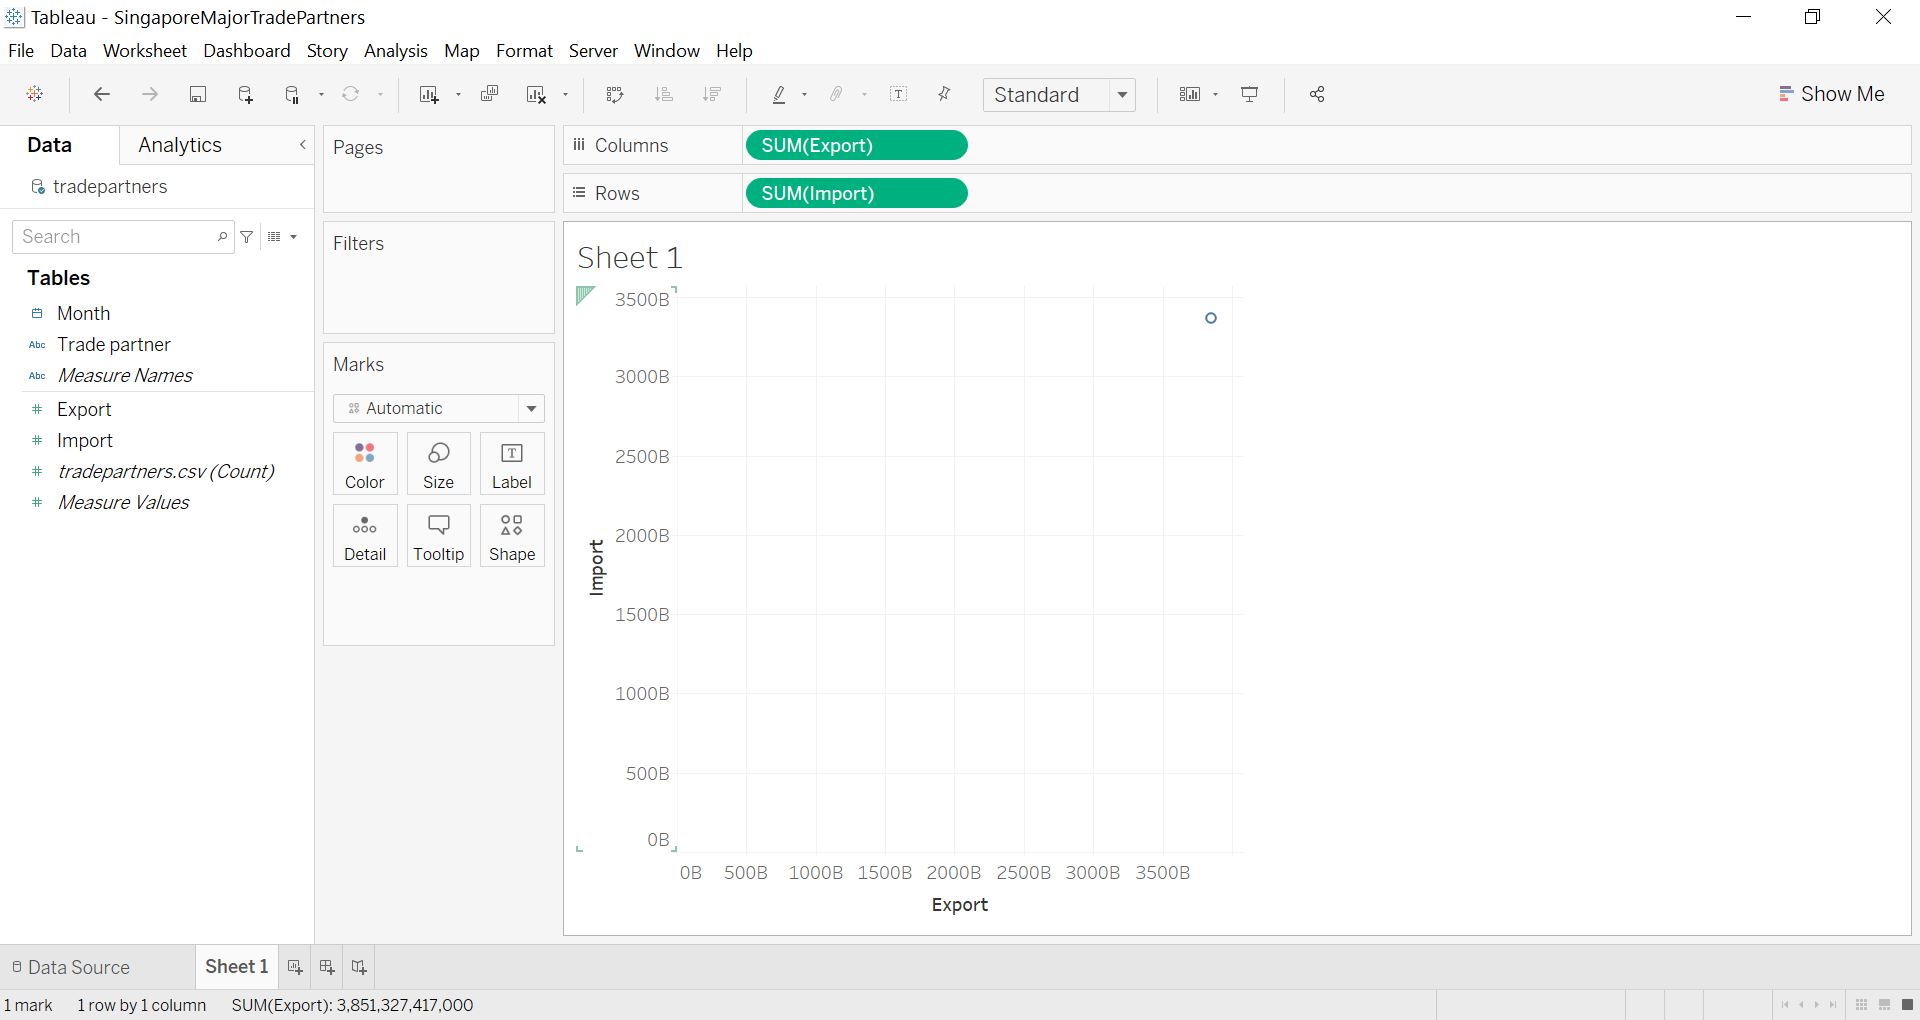 Tableau - SingaporeMajorTradePartners
File Data Worksheet Dashboard Story Analysis Map Format Server Window Help
Standard
Show Me
Data Analytics
tradepartners
Search
Tables
Month
Abc Trade partner
Abc Measure Names
# Export
# Import
# tradepartners.csv (Count)
# Measure Values
Pages
Filters
Marks
Automatic
Color Size Label
Detail Tooltip Shape
Columns SUM(Export)
Rows SUM(Import)
Sheet 1
3500B
3000B
2500B
2000B
1500B
1000B
500B
0B
Import
0B 500B 1000B 1500B 2000B 2500B 3000B 3500B
Export
Data Source Sheet 1
1 mark 1 row by 1 column SUM(Export): 3,851,327,417,000